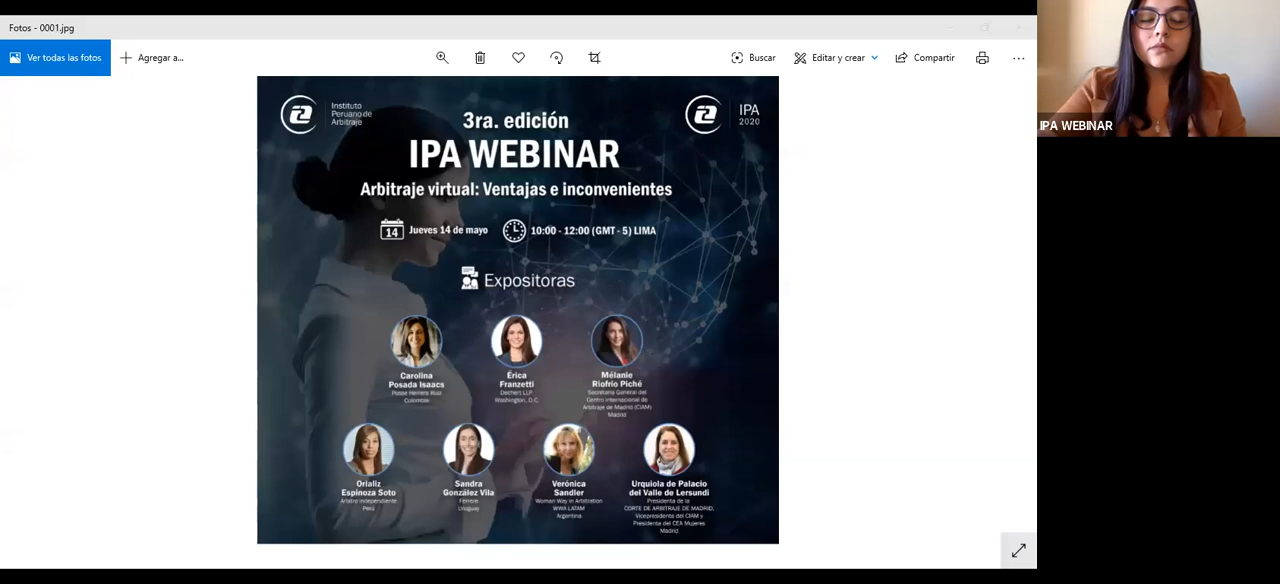 Fotos - 0001.jpg
Ver todas las fotos
Agregar a...
Buscar
Editar y crear
Compartir
IPA WEBINAR
Instituto
Peruano de
Arbitraje
IPA
2020
3ra. edición
IPA WEBINAR
Arbitraje virtual: Ventajas e inconvenientes
14
Jueves 14 de mayo
10:00 - 12:00 (GMT - 5) LIMA
Expositoras
Carolina
Posada Isaacs
Posse Herrera Ruiz
Colombia
Érica
Franzetti
Dechert LLP
Washington, D.C.
Mélanie
Riofrio Piché
Secretaria General del
Centro Internacional de
Arbitraje de Madrid (CIAM)
Madrid
Orializ
Espinoza Soto
Arbitro Independiente
Perú
Sandra
González Vila
Ferrere
Uruguay
Verónica
Sandler
Woman Way in Arbitration
WWA LATAM
Argentina
Urquiola de Palacio
del Valle de Lersundi
Presidenta de la
CORTE DE ARBITRAJE DE MADRID,
Vicepresidenta del CIAM y
Presidenta del CEA Mujeres
Madrid